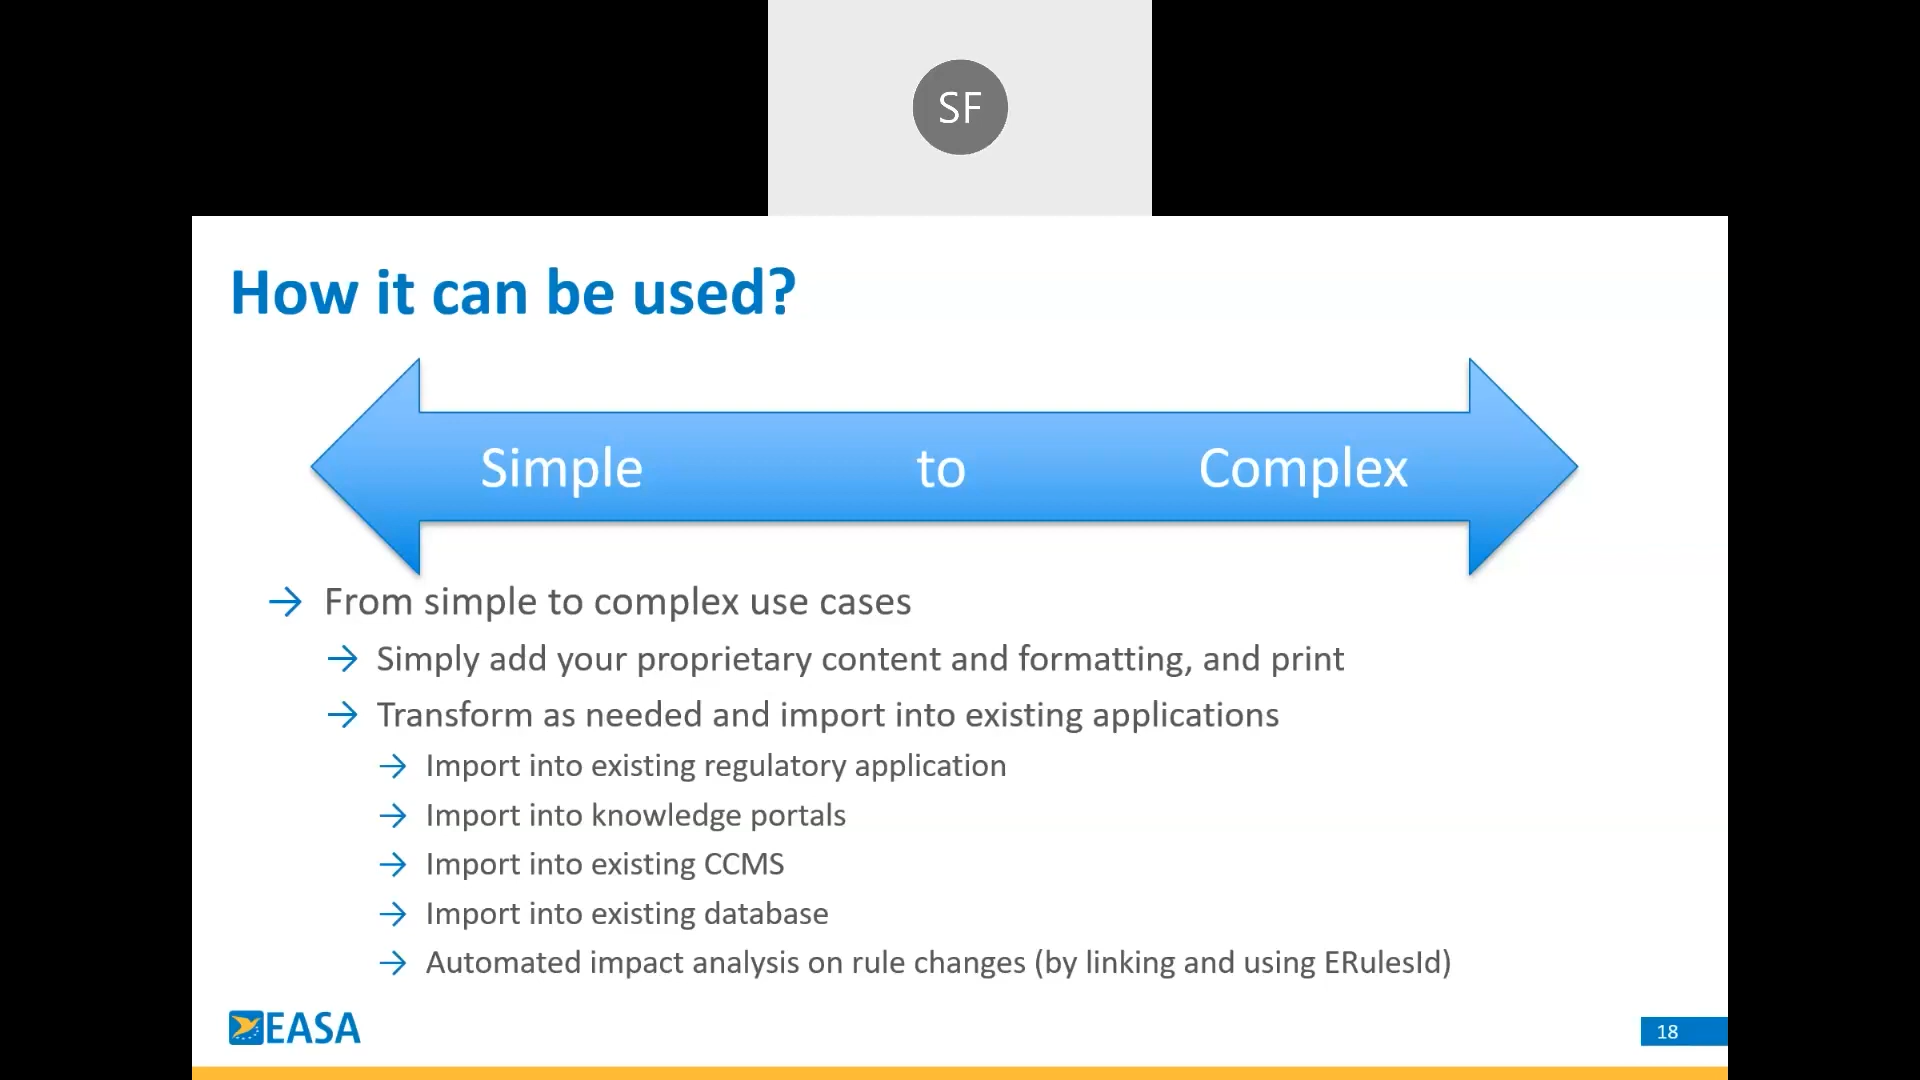 SF
How it can be used?
Simple to Complex
From simple to complex use cases
Simply add your proprietary content and formatting, and print
Transform as needed and import into existing applications
Import into existing regulatory application
Import into knowledge portals
Import into existing CCMS
Import into existing database
Automated impact analysis on rule changes (by linking and using ERulesId)
EASA
18